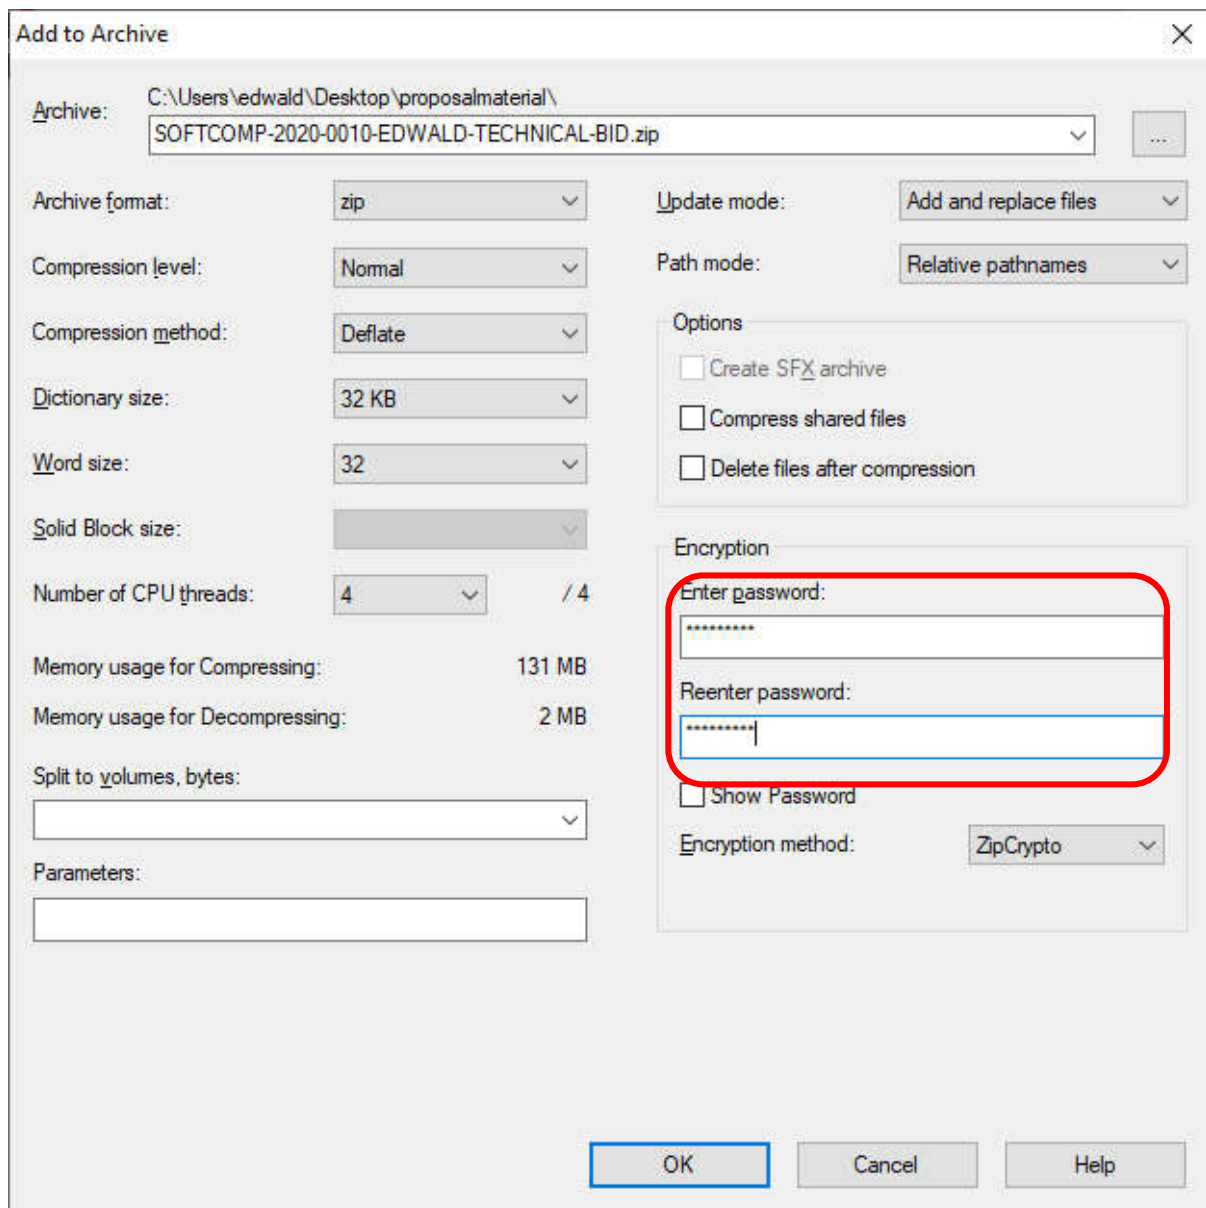 Add to Archive
Archive:
C:\Users\edwald\Desktop\proposalmaterial\
SOFTCOMP-2020-0010-EDWALD-TECHNICAL-BID.zip
...
Archive format:
zip
Compression level:
Normal
Compression method:
Deflate
Dictionary size:
32 KB
Word size:
32
Solid Block size:
Number of CPU threads:
4
/ 4
Memory usage for Compressing:
131 MB
Memory usage for Decompressing:
2 MB
Split to volumes, bytes:
Parameters:
Update mode:
Add and replace files
Path mode:
Relative pathnames
Options
Create SFX archive
Compress shared files
Delete files after compression
Encryption
Enter password:
*********
Reenter password:
*********
Show Password
Encryption method:
ZipCrypto
OK
Cancel
Help